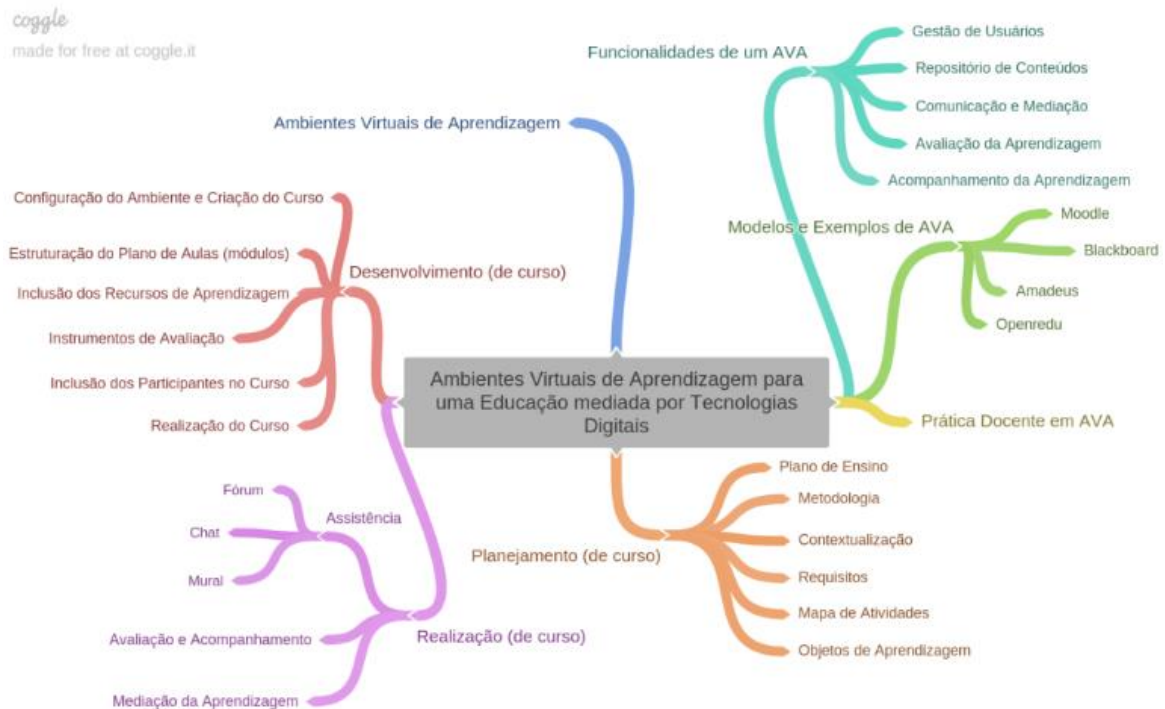 coggle
made for free at coggle.it
Ambientes Virtuais de Aprendizagem para
uma Educação mediada por Tecnologias
Digitais
Ambientes Virtuais de Aprendizagem
Funcionalidades de um AVA
Gestão de Usuários
Repositório de Conteúdos
Comunicação e Mediação
Avaliação da Aprendizagem
Acompanhamento da Aprendizagem
Modelos e Exemplos de AVA
Moodle
Blackboard
Amadeus
Openredu
Prática Docente em AVA
Planejamento (de curso)
Plano de Ensino
Metodologia
Contextualização
Requisitos
Mapa de Atividades
Objetos de Aprendizagem
Desenvolvimento (de curso)
Configuração do Ambiente e Criação do Curso
Estruturação do Plano de Aulas (módulos)
Inclusão dos Recursos de Aprendizagem
Instrumentos de Avaliação
Inclusão dos Participantes no Curso
Realização do Curso
Realização (de curso)
Assistência
Fórum
Chat
Mural
Avaliação e Acompanhamento
Mediação da Aprendizagem